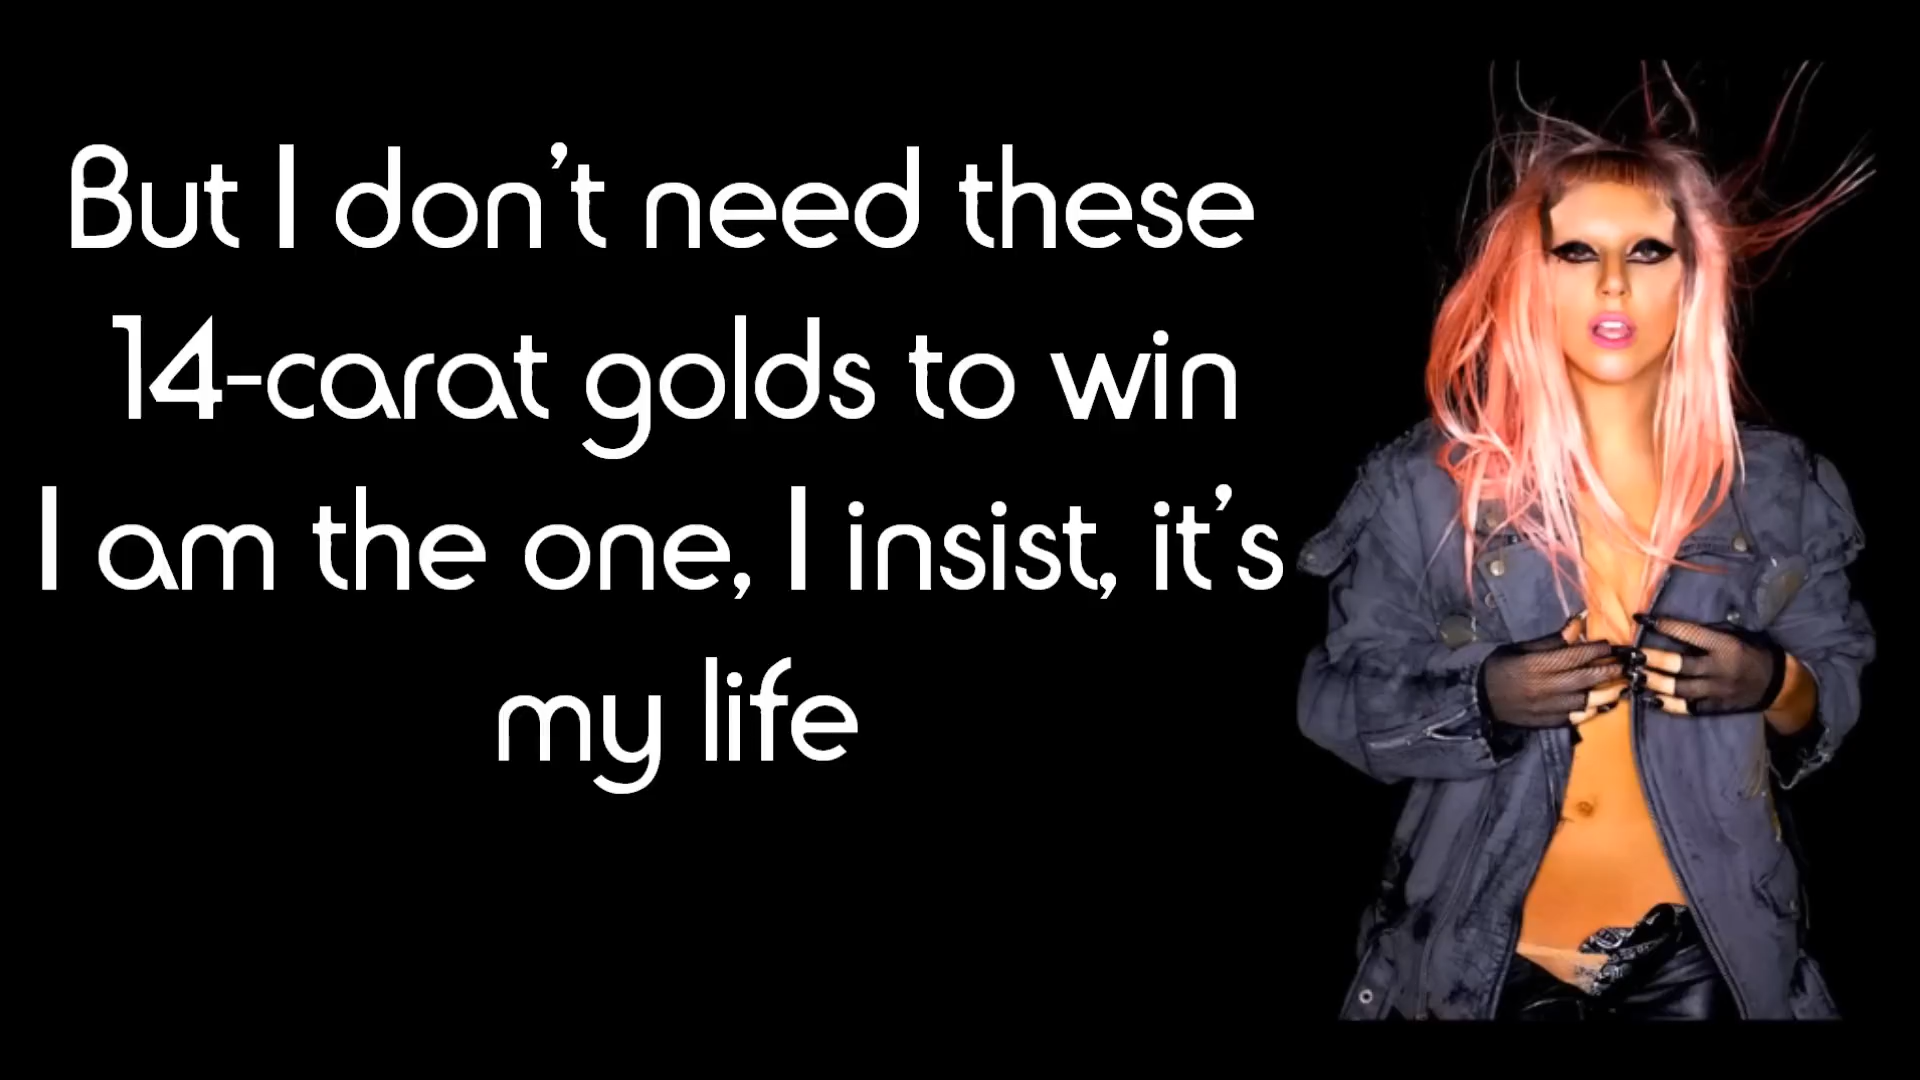 But I don't need these
14-carat golds to win
I am the one, I insist, it's
my life